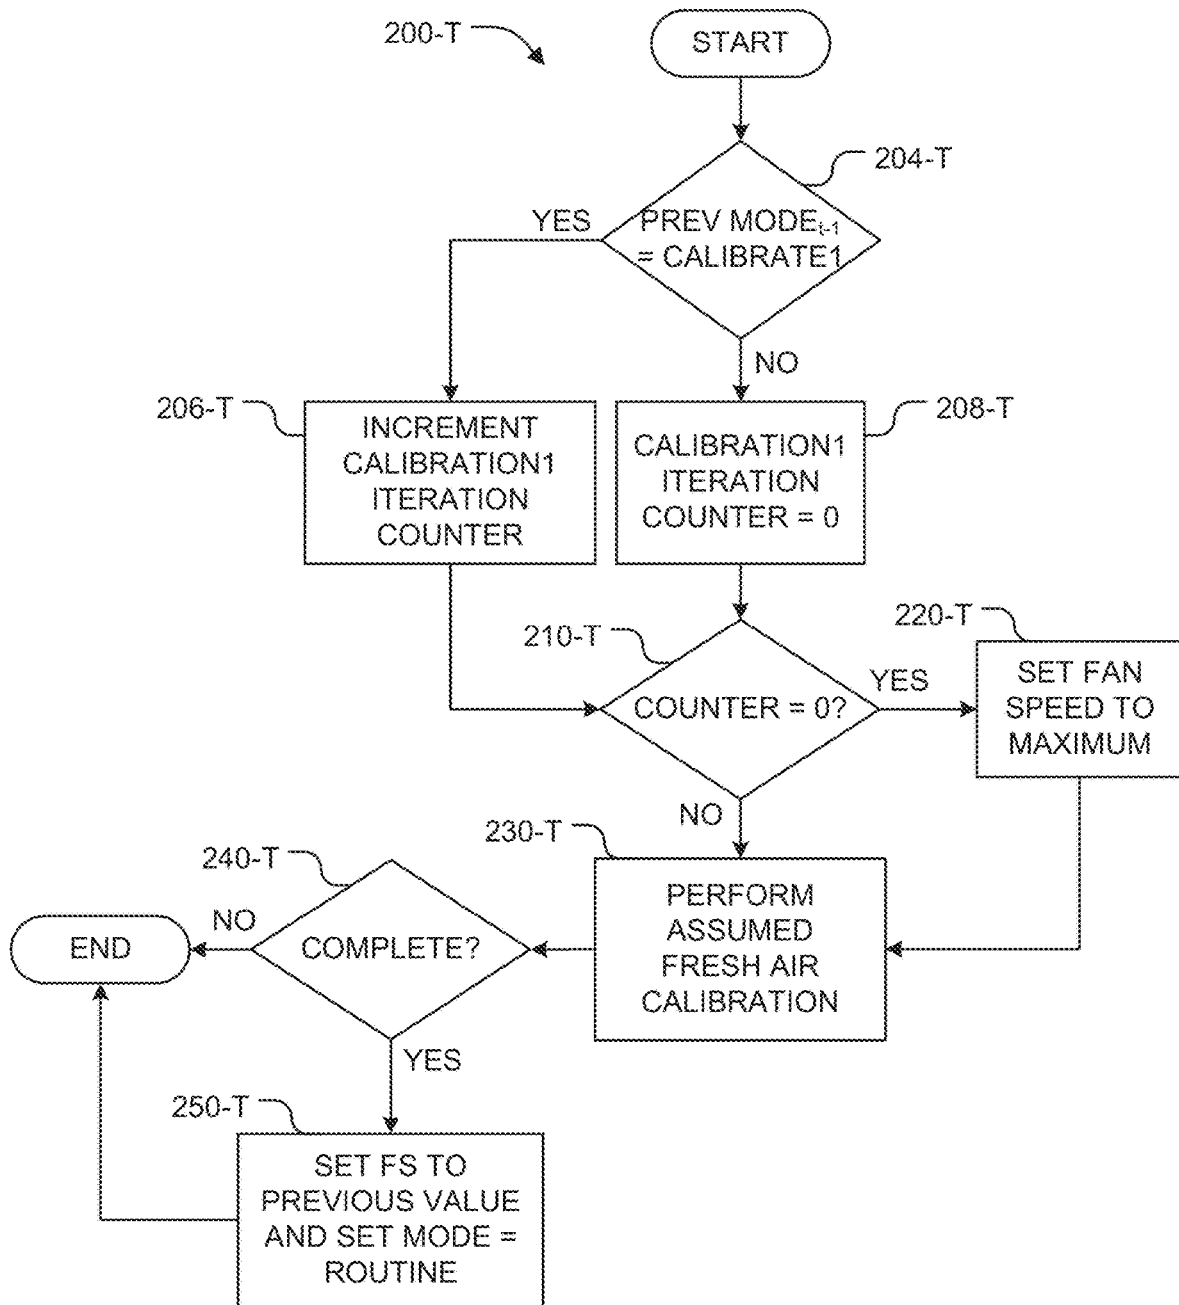 200-T
START
204-T
YES
PREV MODEt-1
= CALIBRATE1
NO
206-T
INCREMENT
CALIBRATION1
ITERATION
COUNTER
208-T
CALIBRATION1
ITERATION
COUNTER = 0
210-T
COUNTER = 0?
YES
220-T
SET FAN
SPEED TO
MAXIMUM
NO
230-T
PERFORM
ASSUMED
FRESH AIR
CALIBRATION
240-T
COMPLETE?
NO
END
YES
250-T
SET FS TO
PREVIOUS VALUE
AND SET MODE =
ROUTINE